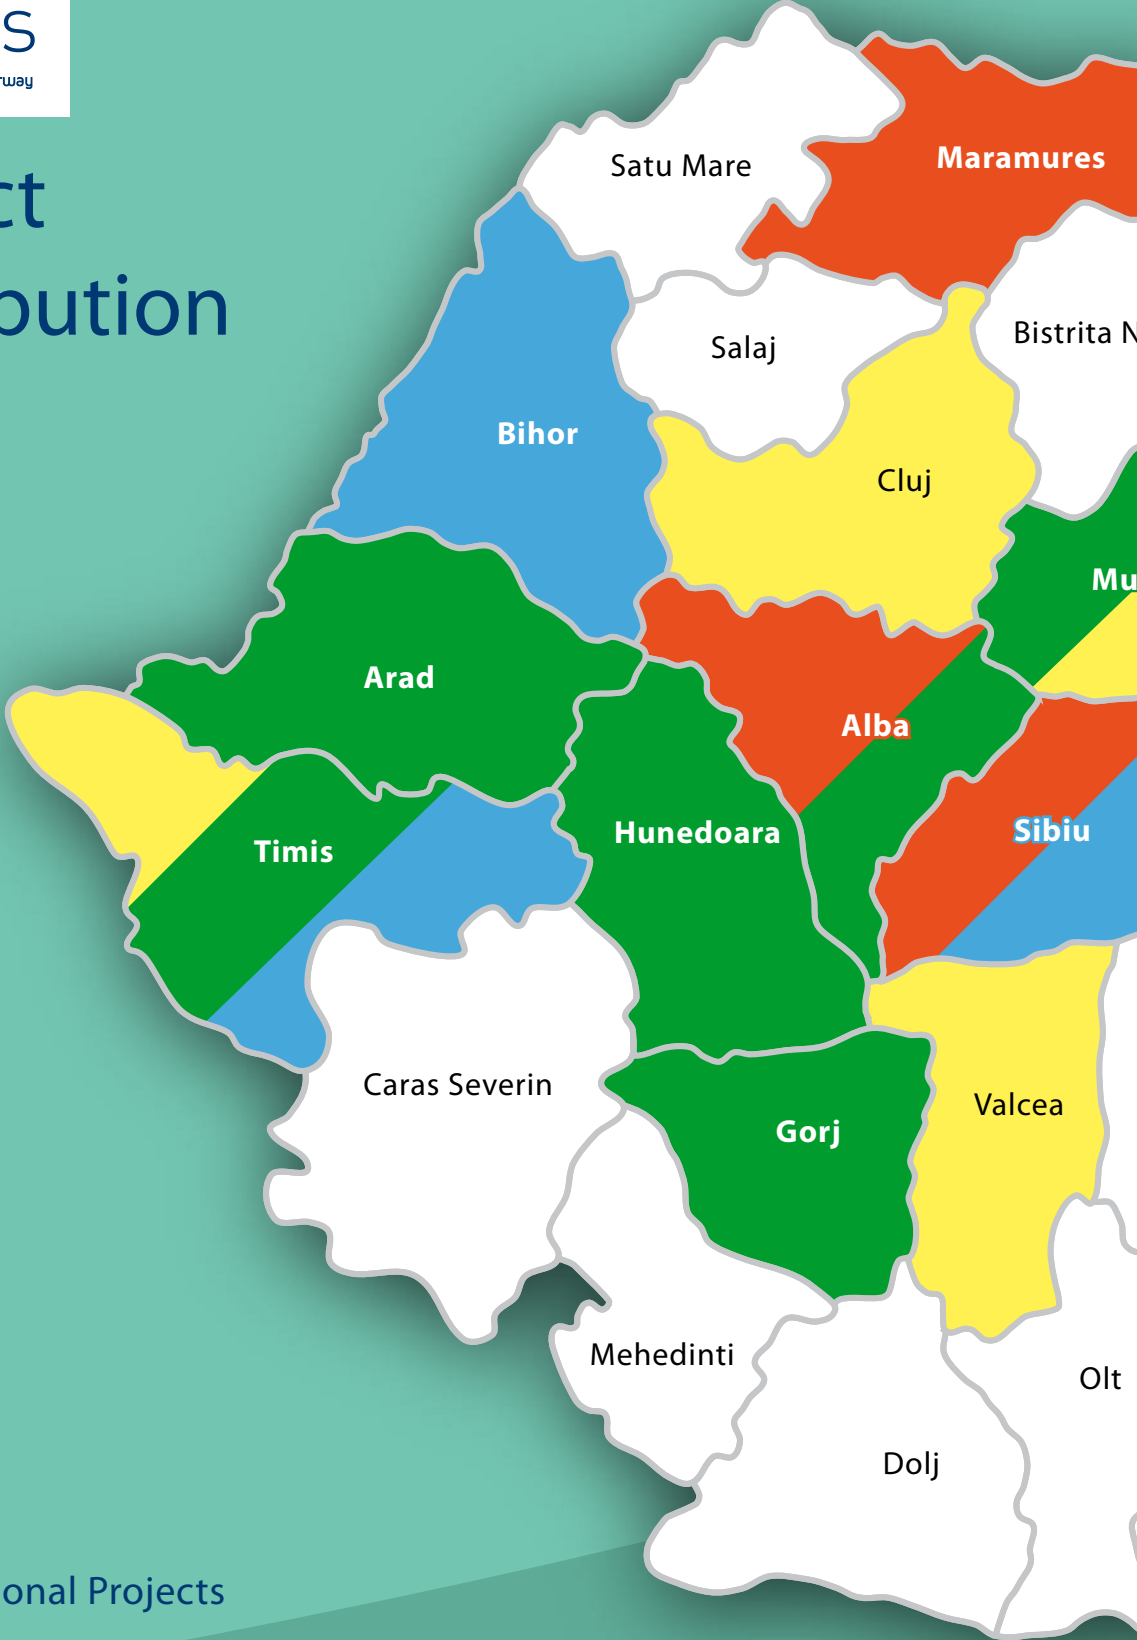 S
way
ct
bution
Satu Mare
Maramures
Salaj
Bistrita N
Bihor
Cluj
Mu
Arad
Alba
Timis
Hunedoara
Sibiu
Caras Severin
Valcea
Gorj
Mehedinti
Olt
Dolj
onal Projects